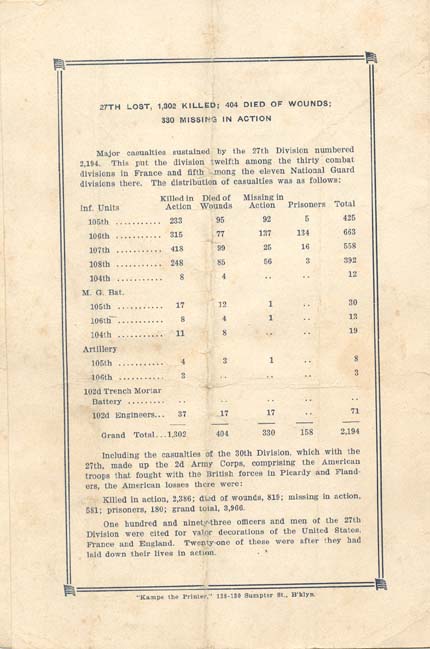 27TH LOST, 1,302 KILLED; 404 DIED OF WOUNDS;
330 MISSING IN ACTION
Major casualties sustained by the 27th Division numbered
2,194. This put the division twelfth among the thirty combat
divisions in France and fifth among the eleven National Guard
divisions there. The distribution of casualties was as follows:
Killed in Died of Missing in
Inf. Units Action Wounds Action Prisoners Total
105th ........... 233 95 92 5 425
106th ........... 315 77 137 134 663
107th ........... 418 99 25 16 558
108th ........... 248 85 56 3 392
104th ........... 8 4 .. .. 12
M. G. Bat.
105th ........... 17 12 1 .. 30
106th ........... 8 4 1 .. 13
104th ........... 11 8 .. .. 19
Artillery
105th ........... 4 3 1 .. 8
106th ........... 3 .. .. .. 3
102d Trench Mortar
Battery ......... .. .. .. .. ..
102d Engineers... 37 17 17 .. 71
Grand Total...1,302 404 330 158 2,194
Including the casualties of the 30th Division, which with the
27th, made up the 2d Army Corps, comprising the American
troops that fought with the British forces in Picardy and Fland-
ers, the American losses there were:
Killed in action, 2,386; died of wounds, 819; missing in action,
581; prisoners, 180; grand total, 3,966.
One hundred and ninety-three officers and men of the 27th
Division were cited for valor decorations of the United States,
France and England. Twenty-one of these were after they had
laid down their lives in action.
"Kampe the Printer," 128-130 Sumpter St., B'klyn.